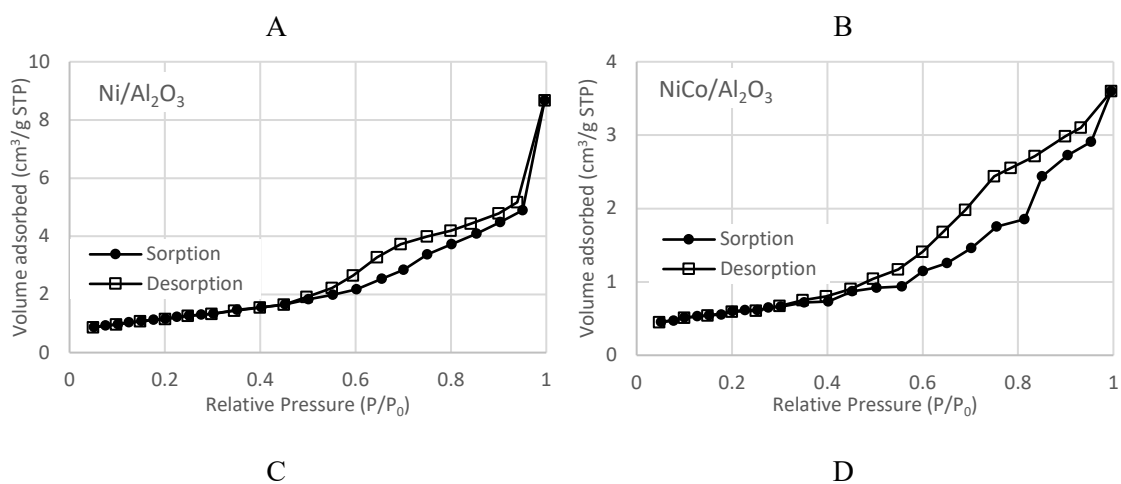 A B
Ni/Al₂O₃
Volume adsorbed (cm³/g STP)
10
8
6
4
2
0
Sorption
Desorption
0 0.2 0.4 0.6 0.8 1
Relative Pressure (P/P₀)
NiCo/Al₂O₃
Volume adsorbed (cm³/g STP)
4
3
2
1
0
Sorption
Desorption
0 0.2 0.4 0.6 0.8 1
Relative Pressure (P/P₀)
C D